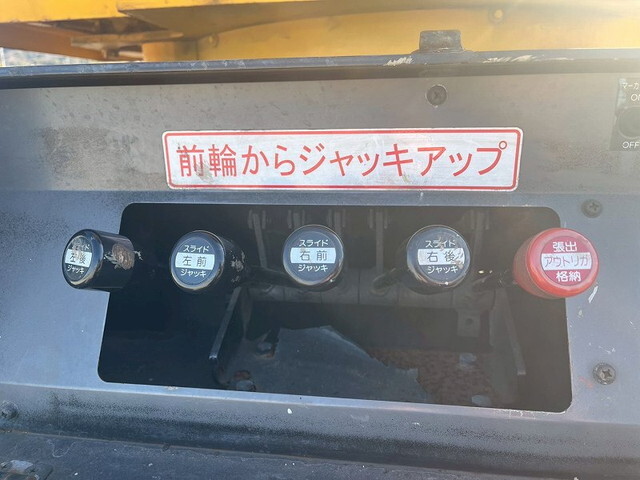 前輪からジャッキアップ
スライド
左後
ジャッキ
スライド
左前
ジャッキ
スライド
右前
ジャッキ
スライド
右後
ジャッキ
張出
アウトリガ
格納
OFF